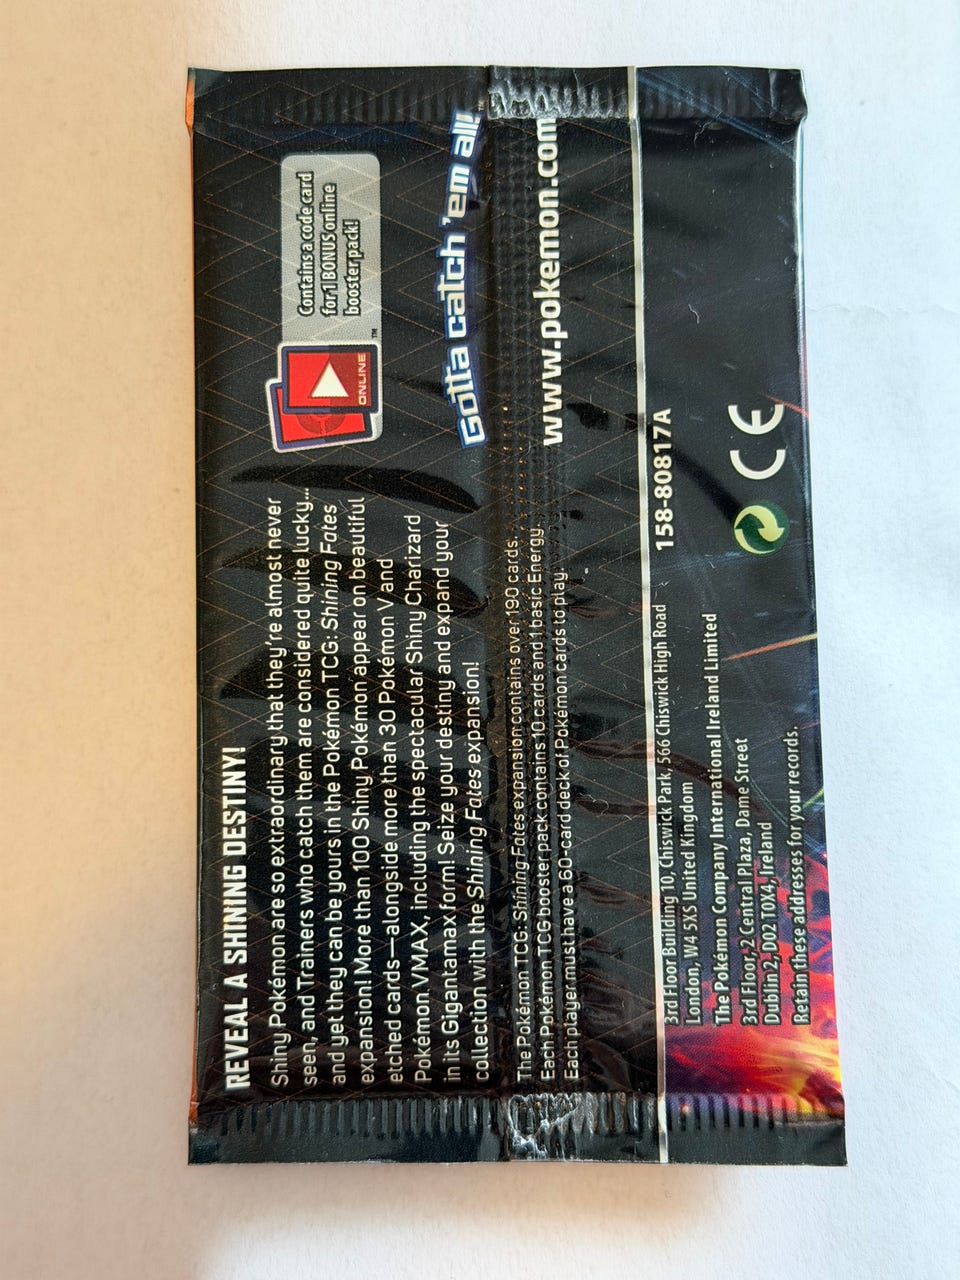 REVEAL A SHINING DESTINY!
Shiny Pokémon are so extraordinary that they're almost never
seen, and Trainers who catch them are considered quite lucky...
and yet they can be yours in the Pokémon TCG: Shining Fates
expansion! More than 100 Shiny Pokémon appear on beautiful
etched cards—alongside more than 30 Pokémon V and
Pokémon VMAX, including the spectacular Shiny Charizard
in its Gigantamax form! Seize your destiny and expand your
collection with the Shining Fates expansion!
The Pokémon TCG: Shining Fates expansion contains over 190 cards.
Each Pokémon TCG booster pack contains 10 cards and 1 basic Energy.
Each player must have a 60-card deck of Pokémon cards to play.
ONLINE
™
Contains a code card
for 1 BONUS online
booster pack!
Gotta catch 'em all!™
www.pokemon.com
3rd Floor Building 10, Chiswick Park, 566 Chiswick High Road
London, W4 5XS United Kingdom
The Pokémon Company International Ireland Limited
3rd Floor, 2 Central Plaza, Dame Street
Dublin 2, D02 T0X4, Ireland
Retain these addresses for your records.
158-80817A
CE